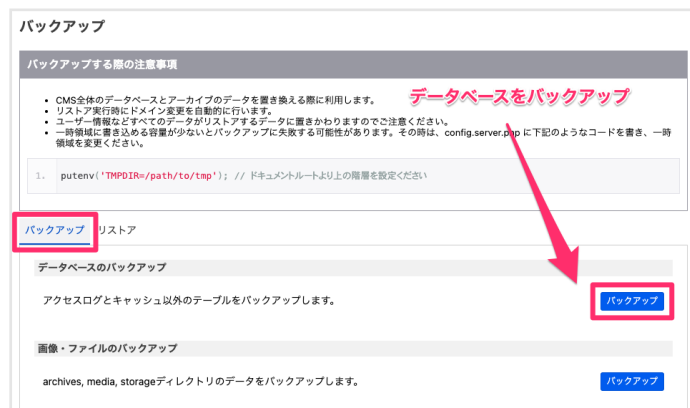 バックアップ
バックアップする際の注意事項
データベースをバックアップ
• CMS全体のデータベースとアーカイブのデータを置き換える際に利用します。
• リストア実行時にドメイン変更を自動的に行います。
• ユーザー情報などすべてのデータがリストアするデータに置きかわりますのでご注意ください。
• 一時領域に書き込める容量が少ないとバックアップに失敗する可能性があります。その時は、config.server.php に下記のようなコードを書き、一時
領域を変更ください。
1. putenv('TMPDIR=/path/to/tmp'); // ドキュメントルートより上の階層を設定ください
バックアップ リストア
データベースのバックアップ
アクセスログとキャッシュ以外のテーブルをバックアップします。 バックアップ
画像・ファイルのバックアップ
archives, media, storageディレクトリのデータをバックアップします。 バックアップ